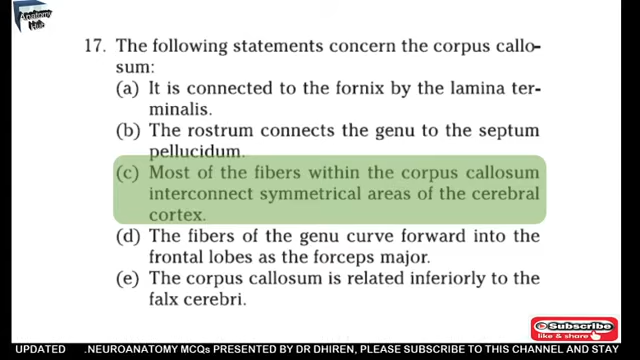 Anatomy
Hub
17. The following statements concern the corpus callo-
sum:
(a) It is connected to the fornix by the lamina ter-
minalis.
(b) The rostrum connects the genu to the septum
pellucidum.
(c) Most of the fibers within the corpus callosum
interconnect symmetrical areas of the cerebral
cortex.
(d) The fibers of the genu curve forward into the
frontal lobes as the forceps major.
(e) The corpus callosum is related inferiorly to the
falx cerebri.
Subscribe
like & share
UPDATED .NEUROANATOMY MCQs PRESENTED BY DR DHIREN, PLEASE SUBSCRIBE TO THIS CHANNEL AND STAY